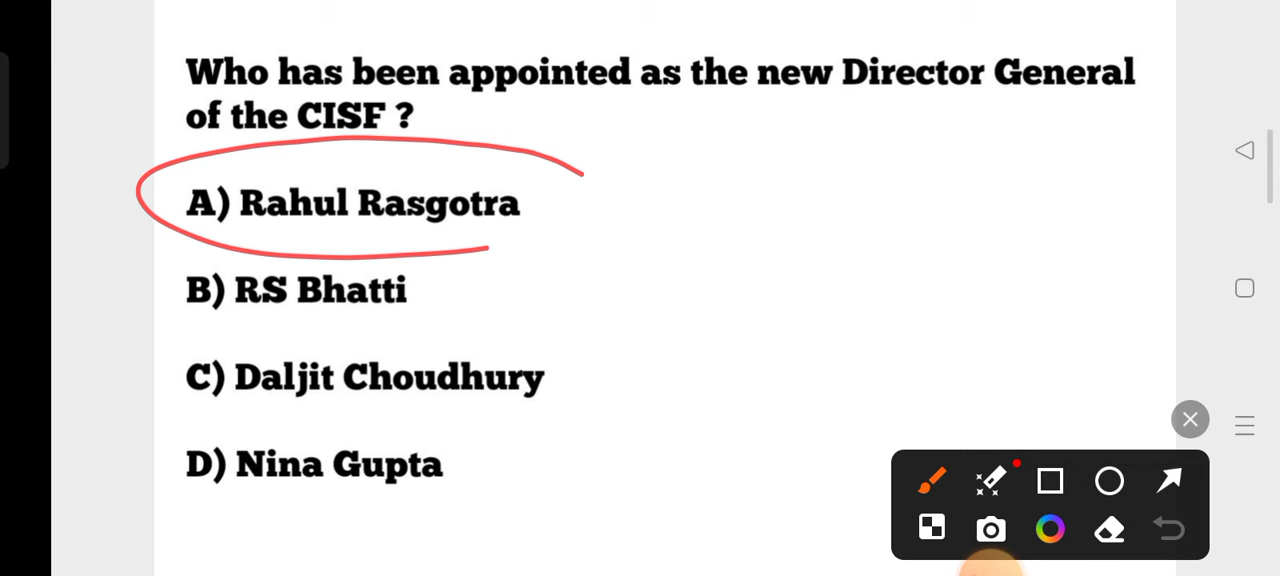 Who has been appointed as the new Director General
of the CISF ?
A) Rahul Rasgotra
B) RS Bhatti
C) Daljit Choudhury
D) Nina Gupta